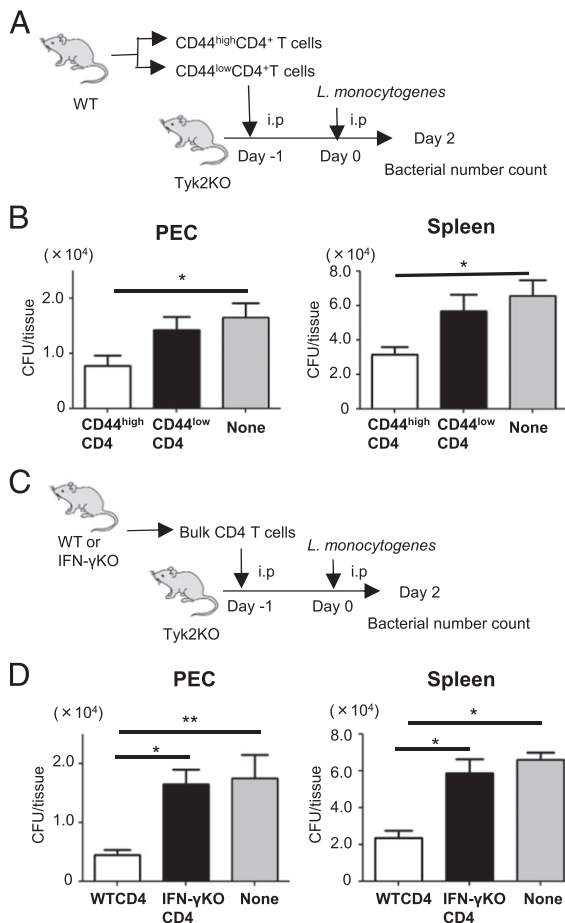 A
WT
CD44highCD4+ T cells
CD44lowCD4+T cells
L. monocytogenes
i.p
i.p
Tyk2KO
Day -1
Day 0
Day 2
Bacterial number count
B
PEC
(×10⁴)
CFU/tissue
2.0
1.0
0
*
CD44high CD4
CD44low CD4
None
Spleen
(×10⁴)
CFU/tissue
8.0
6.0
4.0
2.0
0
*
CD44high CD4
CD44low CD4
None
C
WT or
IFN-γKO
Bulk CD4 T cells
L. monocytogenes
i.p
i.p
Tyk2KO
Day -1
Day 0
Day 2
Bacterial number count
D
PEC
(×10⁴)
CFU/tissue
2.0
1.0
0
**
*
WTCD4
IFN-γKO CD4
None
Spleen
(×10⁴)
CFU/tissue
8.0
6.0
4.0
2.0
0
*
*
WTCD4
IFN-γKO CD4
None